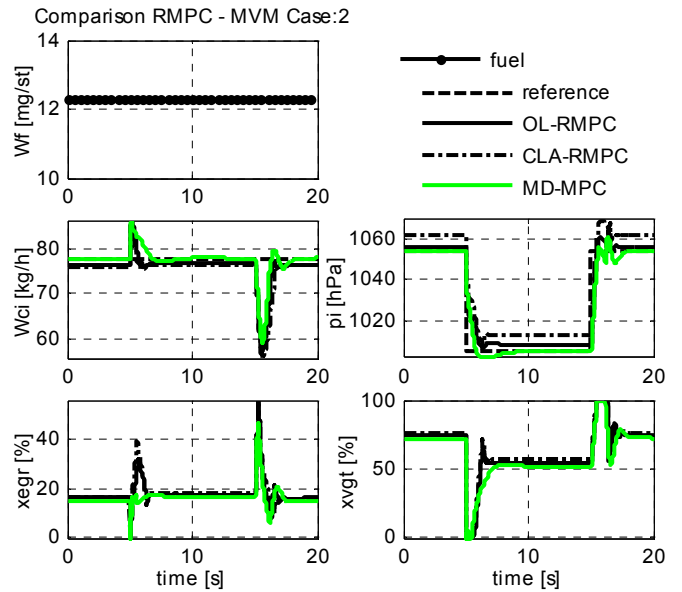 Comparison RMPC - MVM Case:2
14
12
10
Wf [mg/st]
0 10 20
fuel
reference
OL-RMPC
CLA-RMPC
MD-MPC
80
70
60
Wci [kg/h]
0 10 20
1060
1040
1020
pi [hPa]
0 10 20
40
20
0
xegr [%]
0 10 20
time [s]
100
50
0
xvgt [%]
0 10 20
time [s]